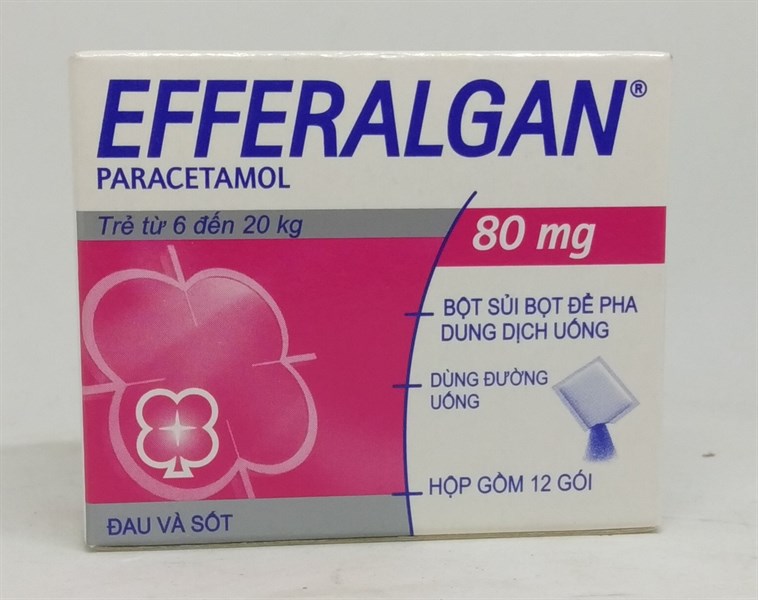 EFFERALGAN®
PARACETAMOL
Trẻ từ 6 đến 20 kg
80 mg
BỘT SỦI BỌT ĐỂ PHA
DUNG DỊCH UỐNG
DÙNG ĐƯỜNG
UỐNG
HỘP GỒM 12 GÓI
ĐAU VÀ SỐT